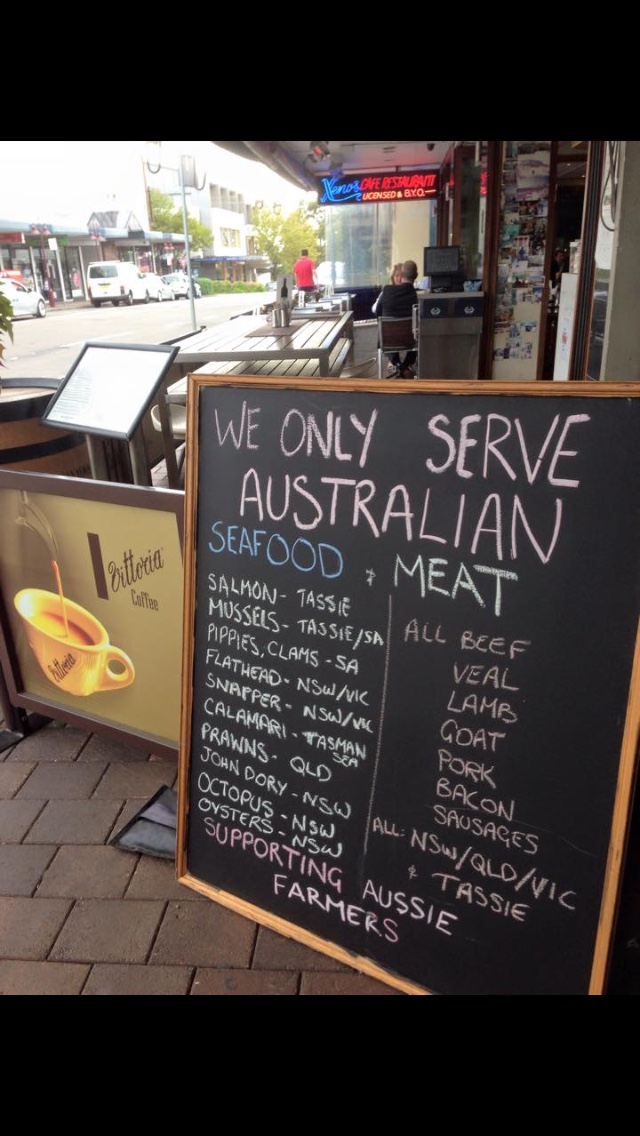 Xeno's CAFE RESTAURANT
LICENSED & B.Y.O.
WE ONLY SERVE
AUSTRALIAN
SEAFOOD & MEAT
SALMON - TASSIE
MUSSELS - TASSIE/SA
PIPPIES, CLAMS - SA
FLATHEAD - NSW/VIC
SNAPPER - NSW/VIC
CALAMARI - TASMAN
SEA
PRAWNS - QLD
JOHN DORY - NSW
OCTOPUS - NSW
OYSTERS - NSW
ALL BEEF
VEAL
LAMB
GOAT
PORK
BACON
SAUSAGES
ALL: NSW/QLD/VIC
& TASSIE
SUPPORTING AUSSIE
FARMERS
Vittoria
Coffee
Vittoria